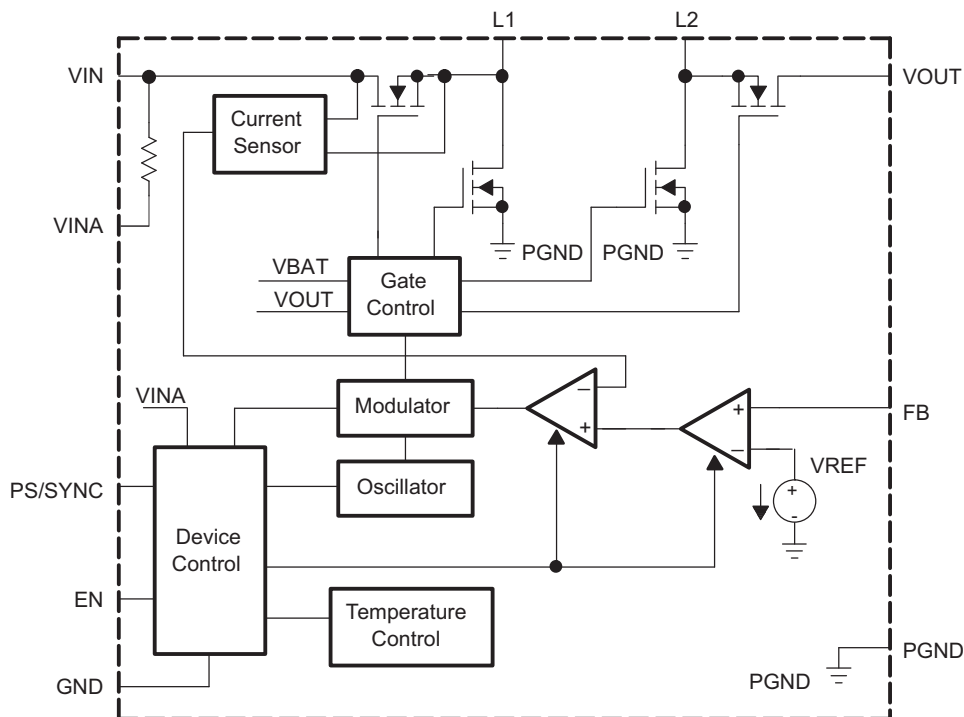 L1
L2
VIN
VOUT
Current
Sensor
VINA
PGND
PGND
VBAT
VOUT
Gate
Control
VINA
Modulator
−
+
+
−
FB
VREF
PS/SYNC
Oscillator
+
-
Device
Control
EN
Temperature
Control
GND
PGND
PGND